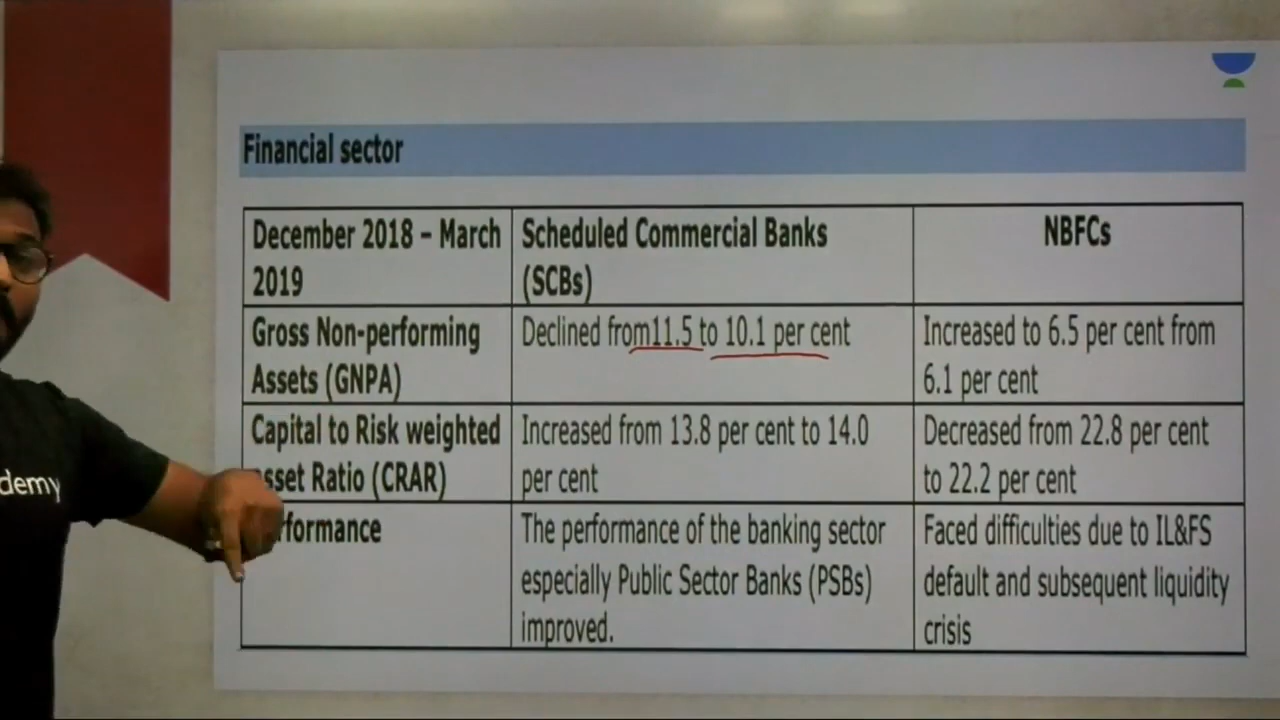 Financial sector
December 2018 – March
2019
Scheduled Commercial Banks
(SCBs)
NBFCs
Gross Non-performing
Assets (GNPA)
Declined from11.5 to 10.1 per cent
Increased to 6.5 per cent from
6.1 per cent
Capital to Risk weighted
sset Ratio (CRAR)
Increased from 13.8 per cent to 14.0
per cent
Decreased from 22.8 per cent
to 22.2 per cent
rformance
The performance of the banking sector
especially Public Sector Banks (PSBs)
improved.
Faced difficulties due to IL&FS
default and subsequent liquidity
crisis
demy